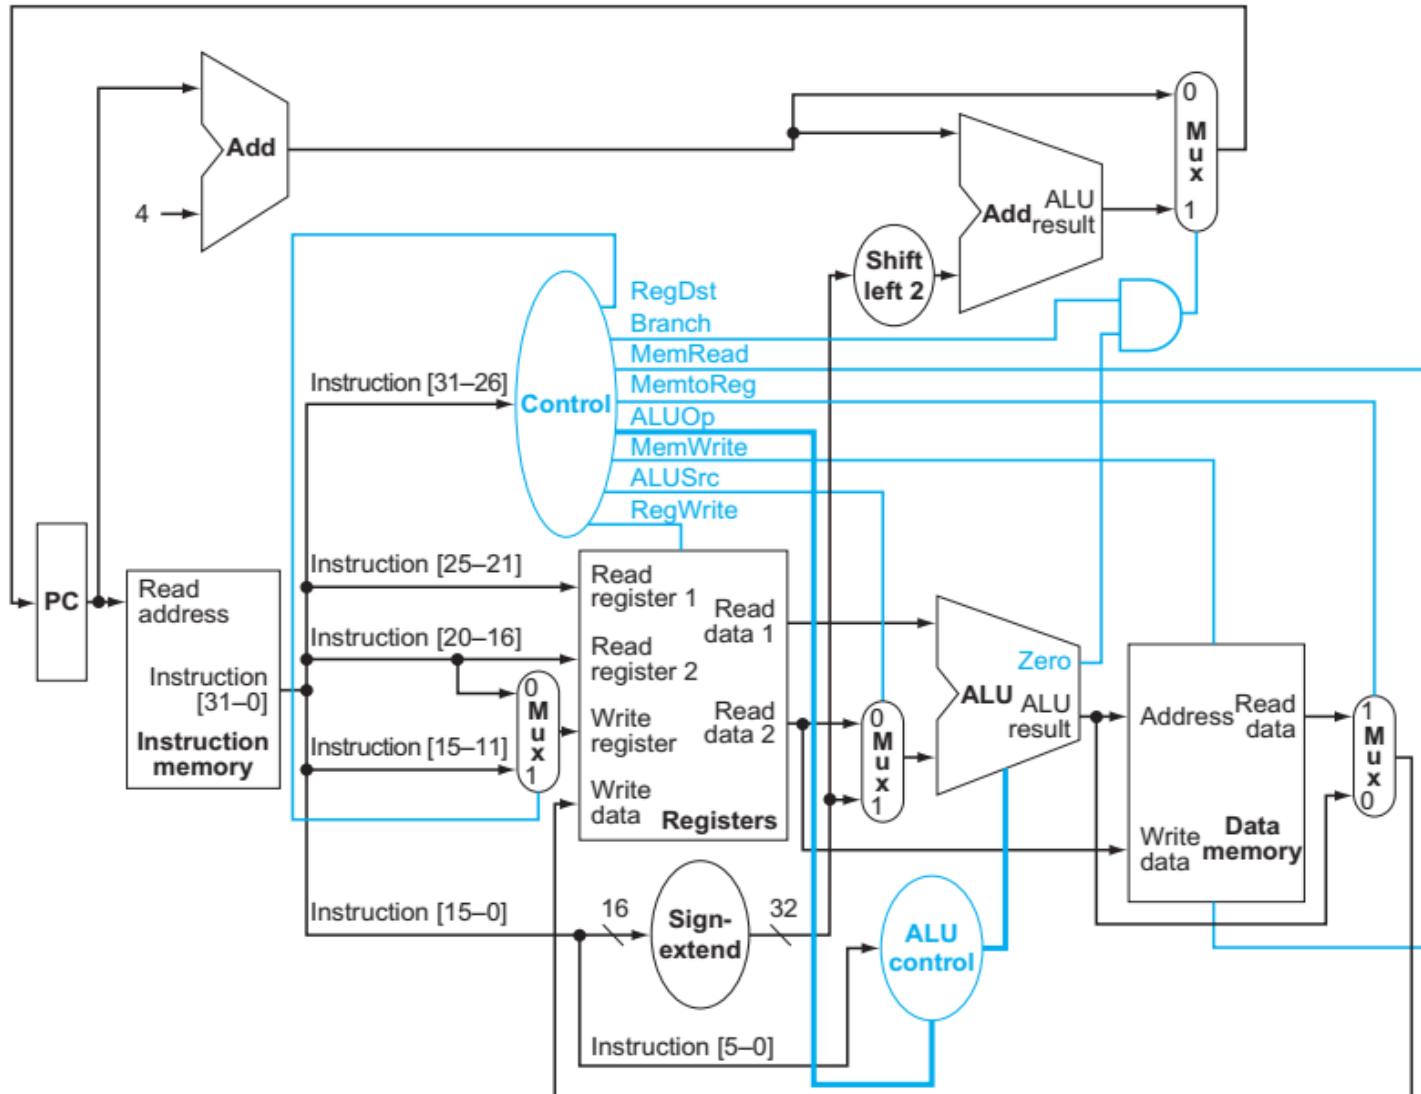 Add
4
0
M
u
x
1
Add
ALU
result
Shift
left 2
RegDst
Branch
MemRead
MemtoReg
ALUOp
MemWrite
ALUSrc
RegWrite
Control
Instruction [31–26]
Instruction [25–21]
Instruction [20–16]
Instruction [15–11]
Instruction [15–0]
Instruction [5–0]
PC
Read
address
Instruction
[31–0]
Instruction
memory
0
M
u
x
1
Read
register 1
Read
register 2
Write
register
Write
data
Read
data 1
Read
data 2
Registers
0
M
u
x
1
Zero
ALU
ALU
result
Address
Read
data
Write
data
Data
memory
1
M
u
x
0
16
Sign-
extend
32
ALU
control